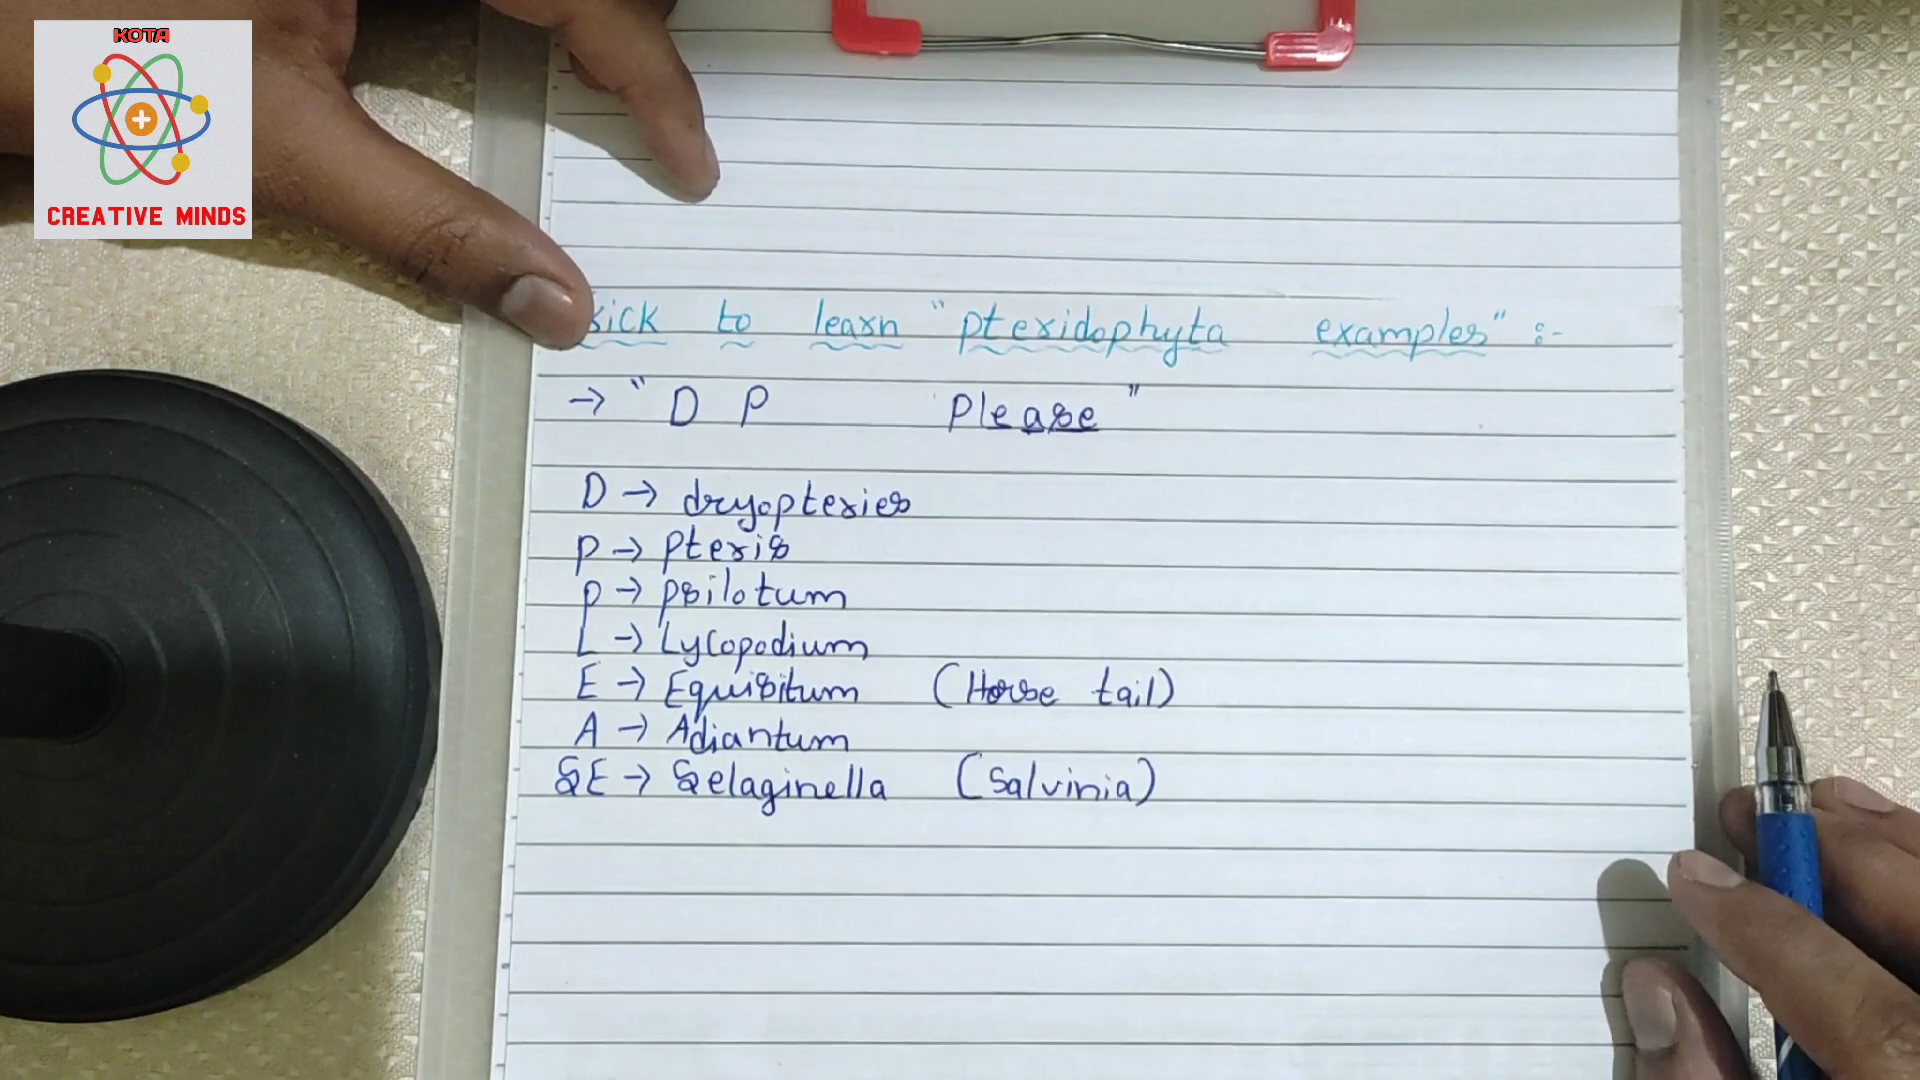 KOTA
CREATIVE MINDS
to learn "pteridophyta examples" :-
→ "D P Please"
D → dryopteries
P → Pteris
P → psilotum
L → Lycopodium
E → Equisitum (Horse tail)
A → Adiantum
SE → Selaginella (Salvinia)